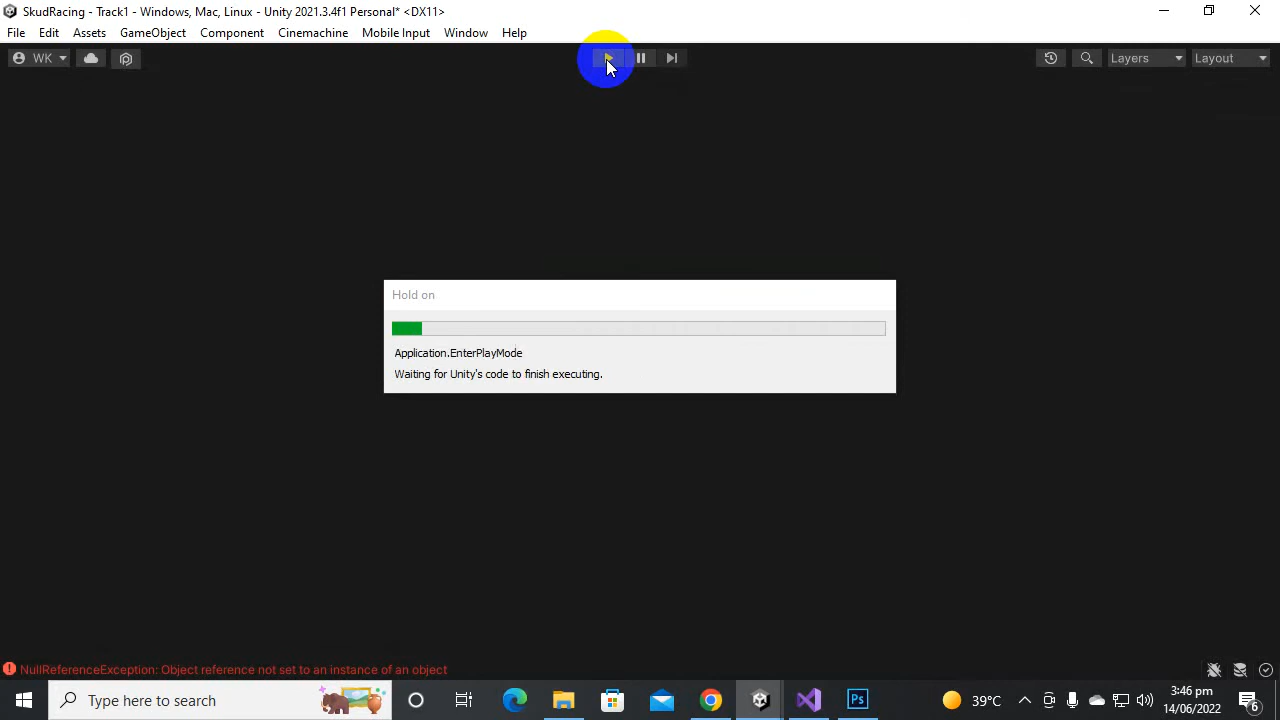 SkudRacing - Track1 - Windows, Mac, Linux - Unity 2021.3.4f1 Personal* <DX11>
File Edit Assets GameObject Component Cinemachine Mobile Input Window Help
WK Layers Layout
Hold on
Application.EnterPlayMode
Waiting for Unity's code to finish executing.
NullReferenceException: Object reference not set to an instance of an object
Type here to search Ps 39°C 3:46 pm
14/06/2022 6